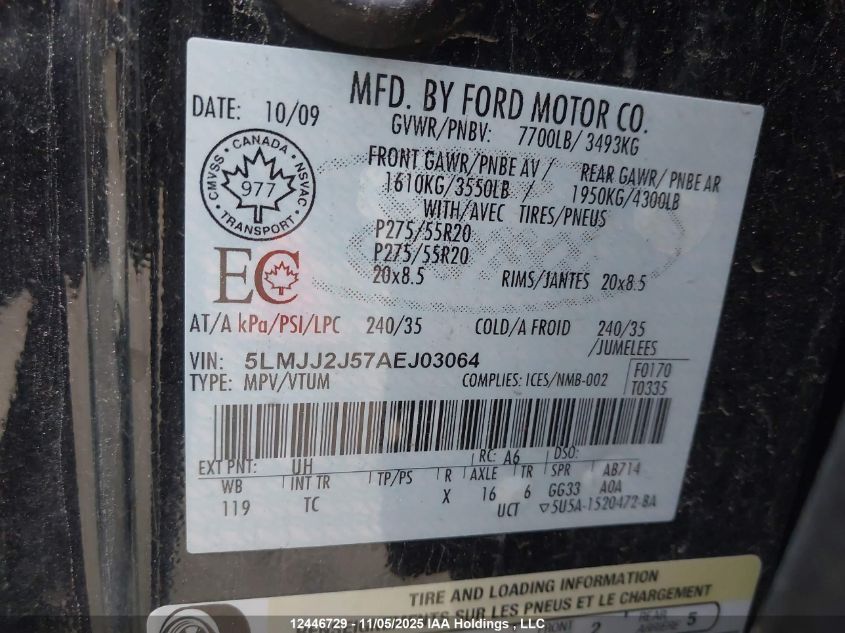 MFD. BY FORD MOTOR CO.
DATE: 10/09
GVWR/PNBV: 7700LB/ 3493KG
FRONT GAWR/PNBE AV / REAR GAWR/ PNBE AR
1610KG/3550LB / 1950KG/4300LB
WITH/AVEC TIRES/PNEUS
CMVSS · CANADA · NSVAC
977
TRANSPORT
P275/55R20
P275/55R20
EC
20x8.5 RIMS/JANTES 20x8.5
AT/A kPa/PSI/LPC 240/35 COLD/A FROID 240/35
/JUMELEES
VIN: 5LMJJ2J57AEJ03064
TYPE: MPV/VTUM COMPLIES: ICES/NMB-002
F0170
T0335
EXT PNT: UH RC: A6 DSO:
WB INT TR TP/PS R AXLE TR SPR AB714
119 TC X 16 6 GG33 A0A
UCT ▽5U5A-1520472-BA
TIRE AND LOADING INFORMATION
RENSEIGNEMENTS SUR LES PNEUS ET LE CHARGEMENT
FRONT 2 REAR 5
ARRIÈRE
12446729 - 11/05/2025 IAA Holdings , LLC